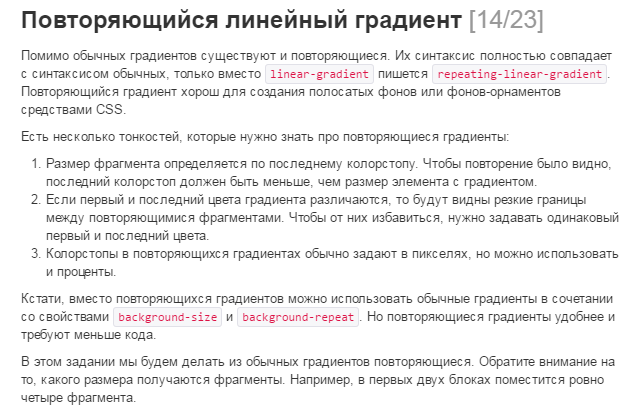 Повторяющийся линейный градиент [14/23]
Помимо обычных градиентов существуют и повторяющиеся. Их синтаксис полностью совпадает
с синтаксисом обычных, только вместо linear-gradient пишется repeating-linear-gradient.
Повторяющийся градиент хорош для создания полосатых фонов или фонов-орнаментов
средствами CSS.
Есть несколько тонкостей, которые нужно знать про повторяющиеся градиенты:
1. Размер фрагмента определяется по последнему колорстопу. Чтобы повторение было видно,
последний колорстоп должен быть меньше, чем размер элемента с градиентом.
2. Если первый и последний цвета градиента различаются, то будут видны резкие границы
между повторяющимися фрагментами. Чтобы от них избавиться, нужно задавать одинаковый
первый и последний цвета.
3. Колорстопы в повторяющихся градиентах обычно задают в пикселях, но можно использовать
и проценты.
Кстати, вместо повторяющихся градиентов можно использовать обычные градиенты в сочетании
со свойствами background-size и background-repeat. Но повторяющиеся градиенты удобнее и
требуют меньше кода.
В этом задании мы будем делать из обычных градиентов повторяющиеся. Обратите внимание на
то, какого размера получаются фрагменты. Например, в первых двух блоках поместится ровно
четыре фрагмента.